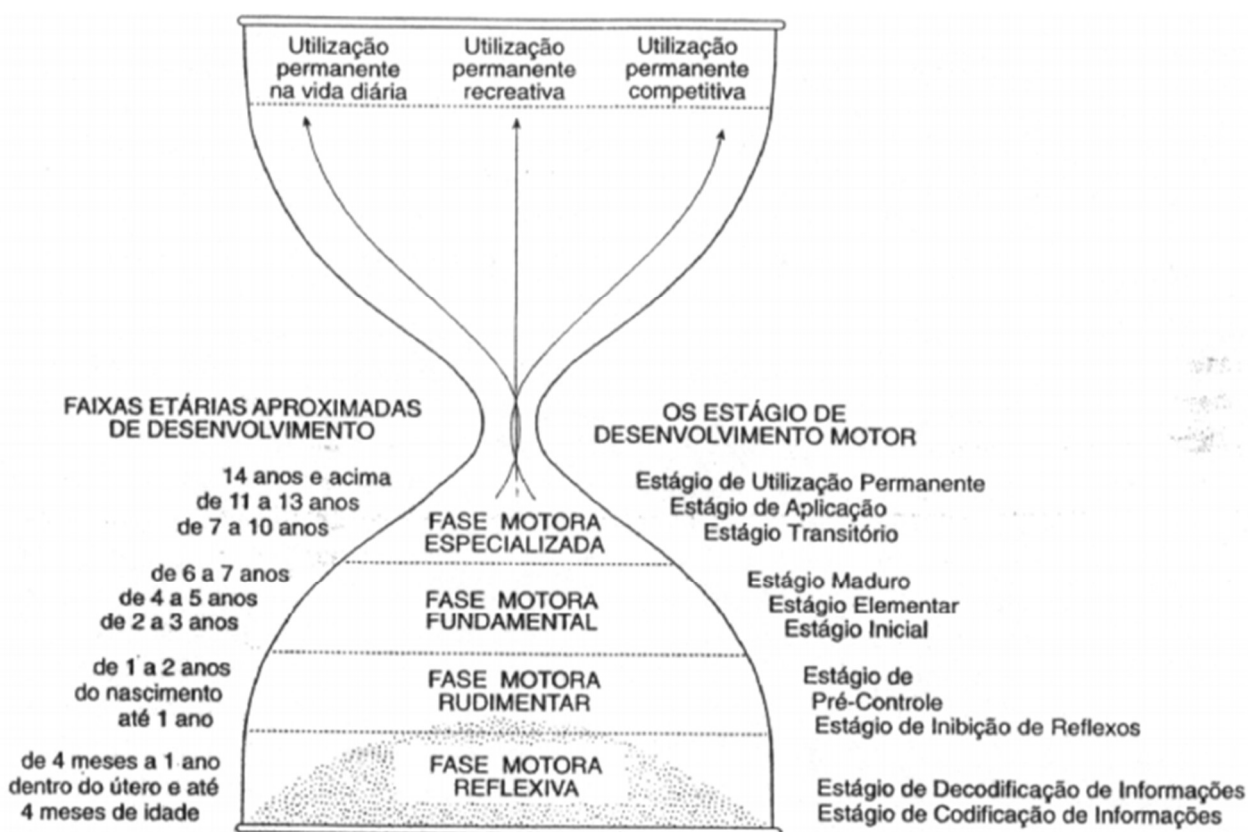 Utilização
permanente
na vida diária
Utilização
permanente
recreativa
Utilização
permanente
competitiva
FAIXAS ETÁRIAS APROXIMADAS
DE DESENVOLVIMENTO
14 anos e acima
de 11 a 13 anos
de 7 a 10 anos
de 6 a 7 anos
de 4 a 5 anos
de 2 a 3 anos
de 1 a 2 anos
do nascimento
até 1 ano
de 4 meses a 1 ano
dentro do útero e até
4 meses de idade
FASE MOTORA
ESPECIALIZADA
FASE MOTORA
FUNDAMENTAL
FASE MOTORA
RUDIMENTAR
FASE MOTORA
REFLEXIVA
OS ESTÁGIO DE
DESENVOLVIMENTO MOTOR
Estágio de Utilização Permanente
Estágio de Aplicação
Estágio Transitório
Estágio Maduro
Estágio Elementar
Estágio Inicial
Estágio de
Pré-Controle
Estágio de Inibição de Reflexos
Estágio de Decodificação de Informações
Estágio de Codificação de Informações